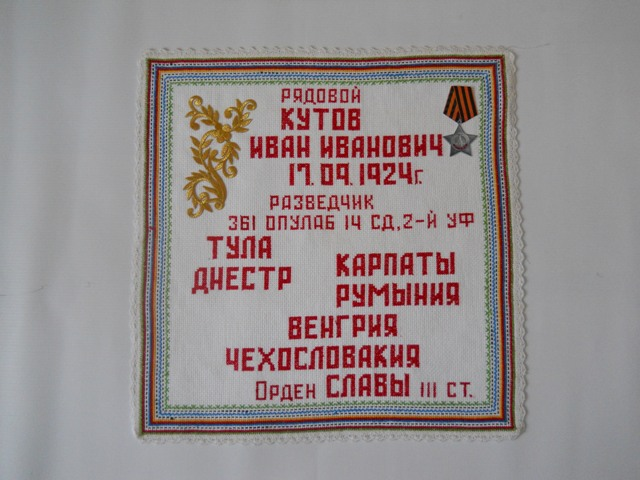 РЯДОВОЙ
КУТОВ
ИВАН ИВАНОВИЧ
17.09.1924г.
РАЗВЕДЧИК
361 ОПУЛАБ 14 СД, 2-Й УФ
ТУЛА
ДНЕСТР
КАРПАТЫ
РУМЫНИЯ
ВЕНГРИЯ
ЧЕХОСЛОВАКИЯ
ОРДЕН СЛАВЫ III СТ.